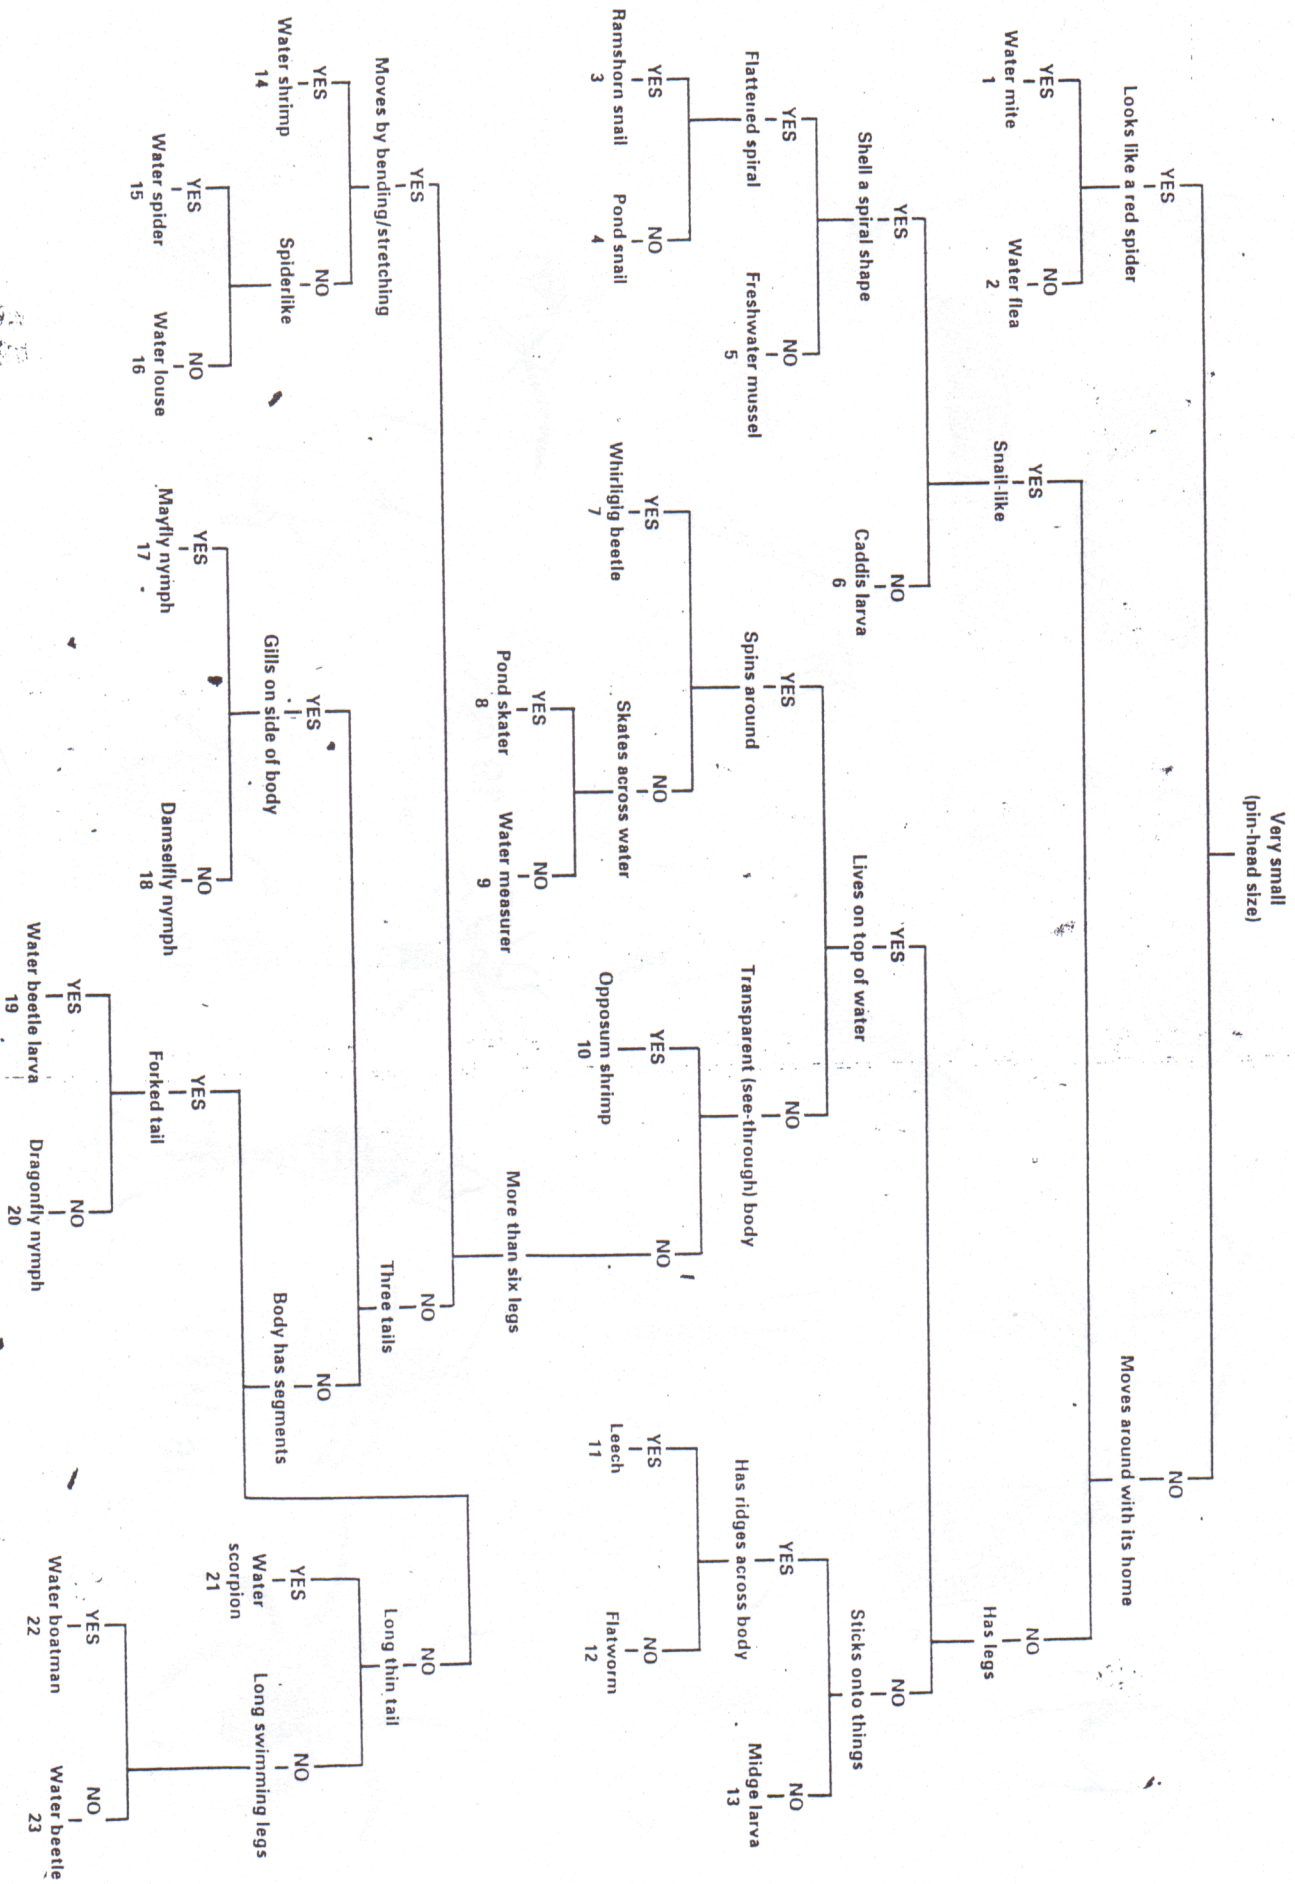 Very small
(pin-head size)
YES
NO
Looks like a red spider
Moves around with its home
YES
NO
YES
NO
Water mite
1
Water flea
2
Snail-like
Has legs
YES
NO
YES
NO
Shell a spiral shape
Caddis larva
6
Lives on top of water
Sticks onto things
YES
NO
YES
NO
YES
NO
Flattened spiral
Freshwater mussel
5
Spins around
Transparent (see-through) body
Has ridges across body
Midge larva
13
YES
NO
YES
NO
YES
NO
YES
NO
Ramshorn snail
3
Pond snail
4
Whirligig beetle
7
Skates across water
Opposum shrimp
10
Leech
11
Flatworm
12
YES
NO
Pond skater
8
Water measurer
9
More than six legs
YES
NO
NO
Moves by bending/stretching
Three tails
Long thin tail
YES
NO
YES
NO
YES
NO
Water shrimp
14
Spiderlike
Gills on side of body
Body has segments
Water
scorpion
21
Long swimming legs
YES
NO
YES
NO
YES
Water spider
15
Water louse
16
Mayfly nymph
17
Damselfly nymph
18
Forked tail
YES
NO
YES
NO
Water beetle larva
19
Dragonfly nymph
20
Water boatman
22
Water beetle
23